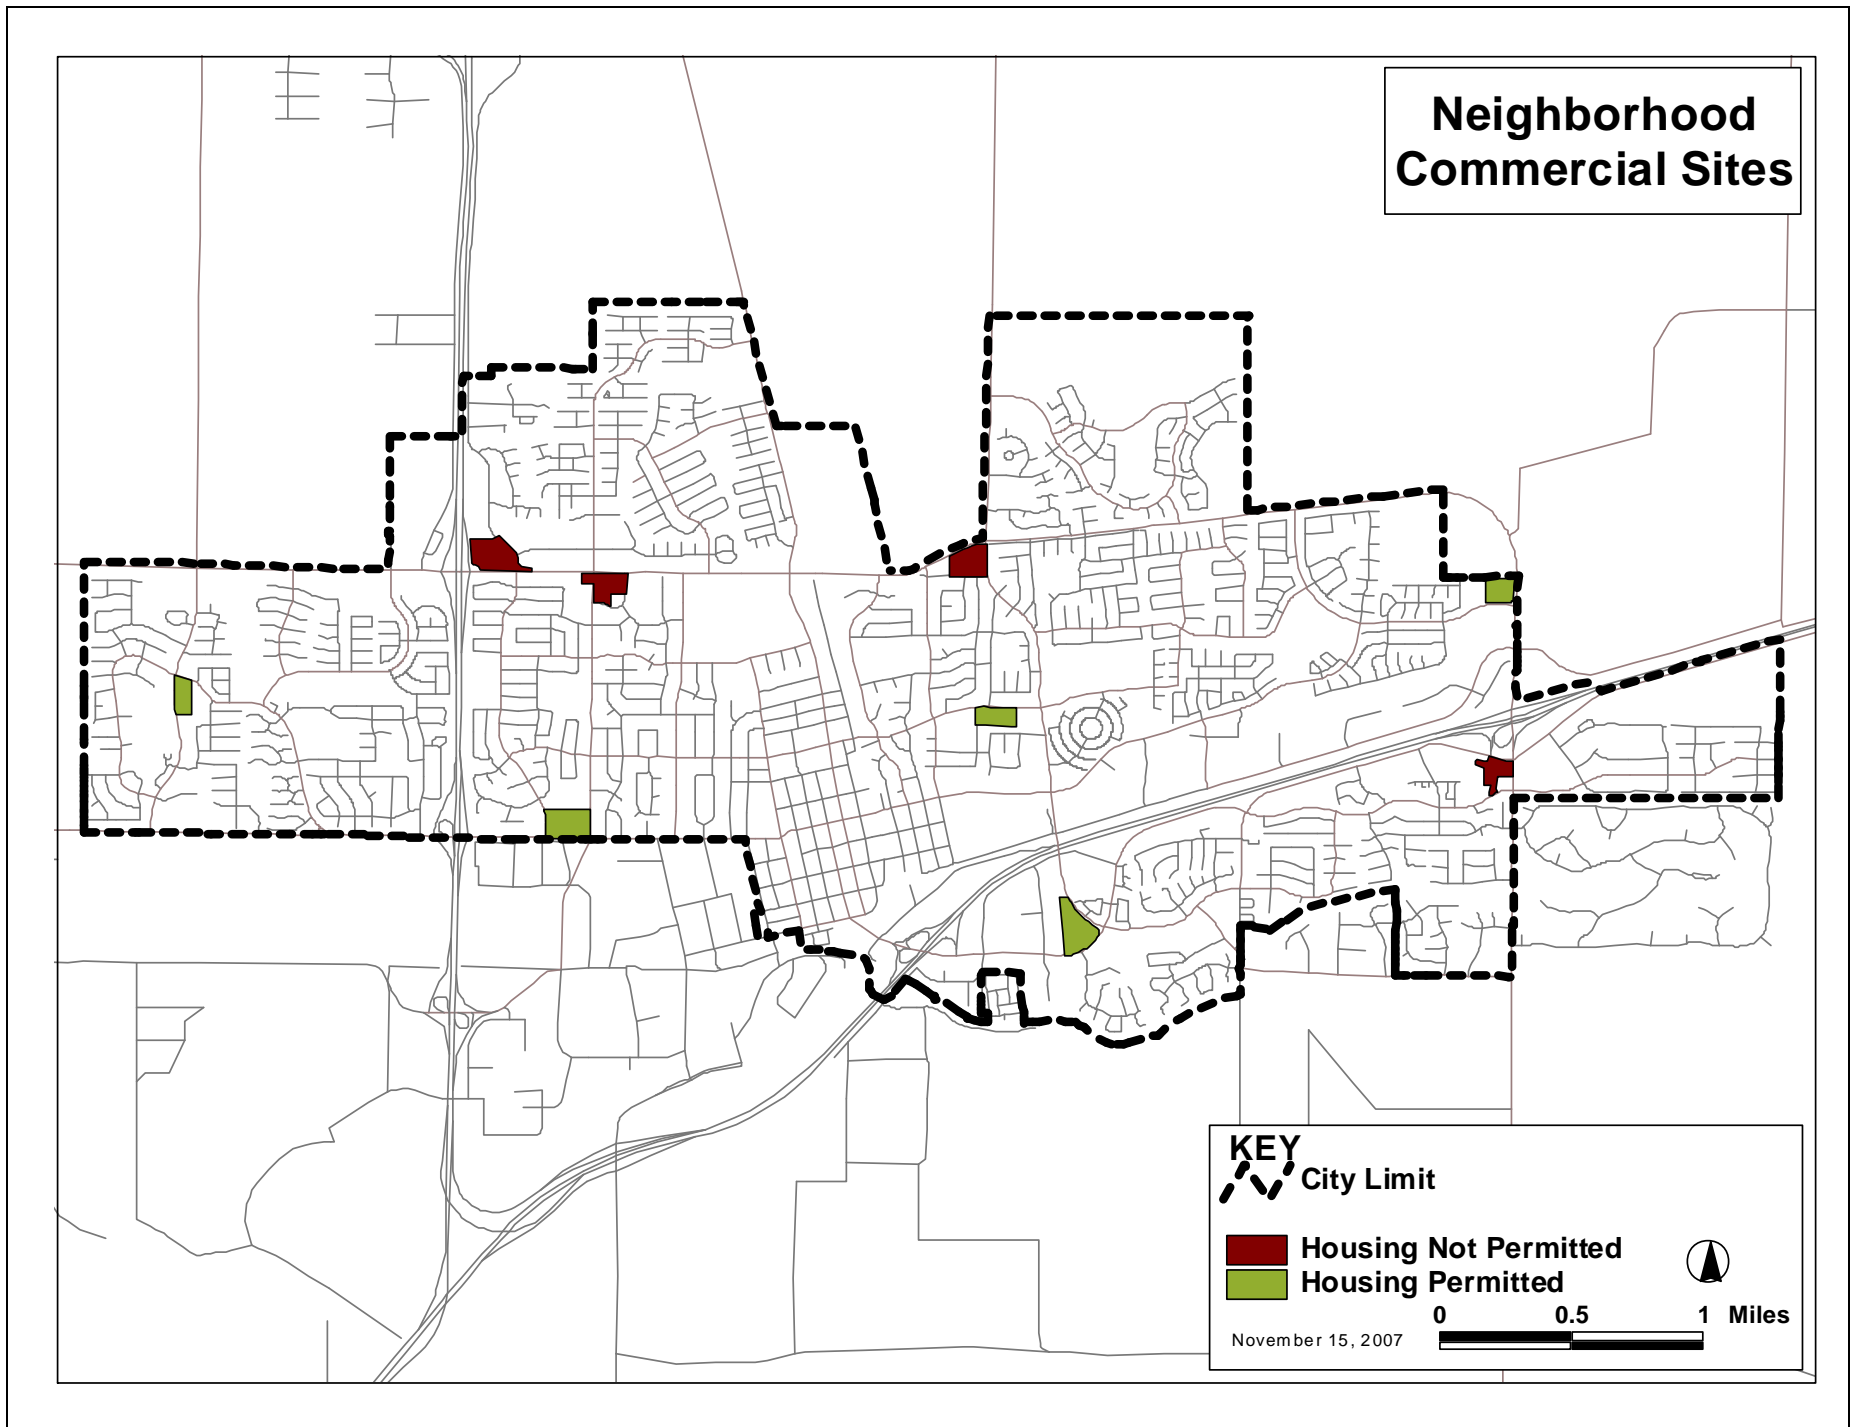 Neighborhood
Commercial Sites
KEY
City Limit
Housing Not Permitted
Housing Permitted
0 0.5 1 Miles
November 15, 2007